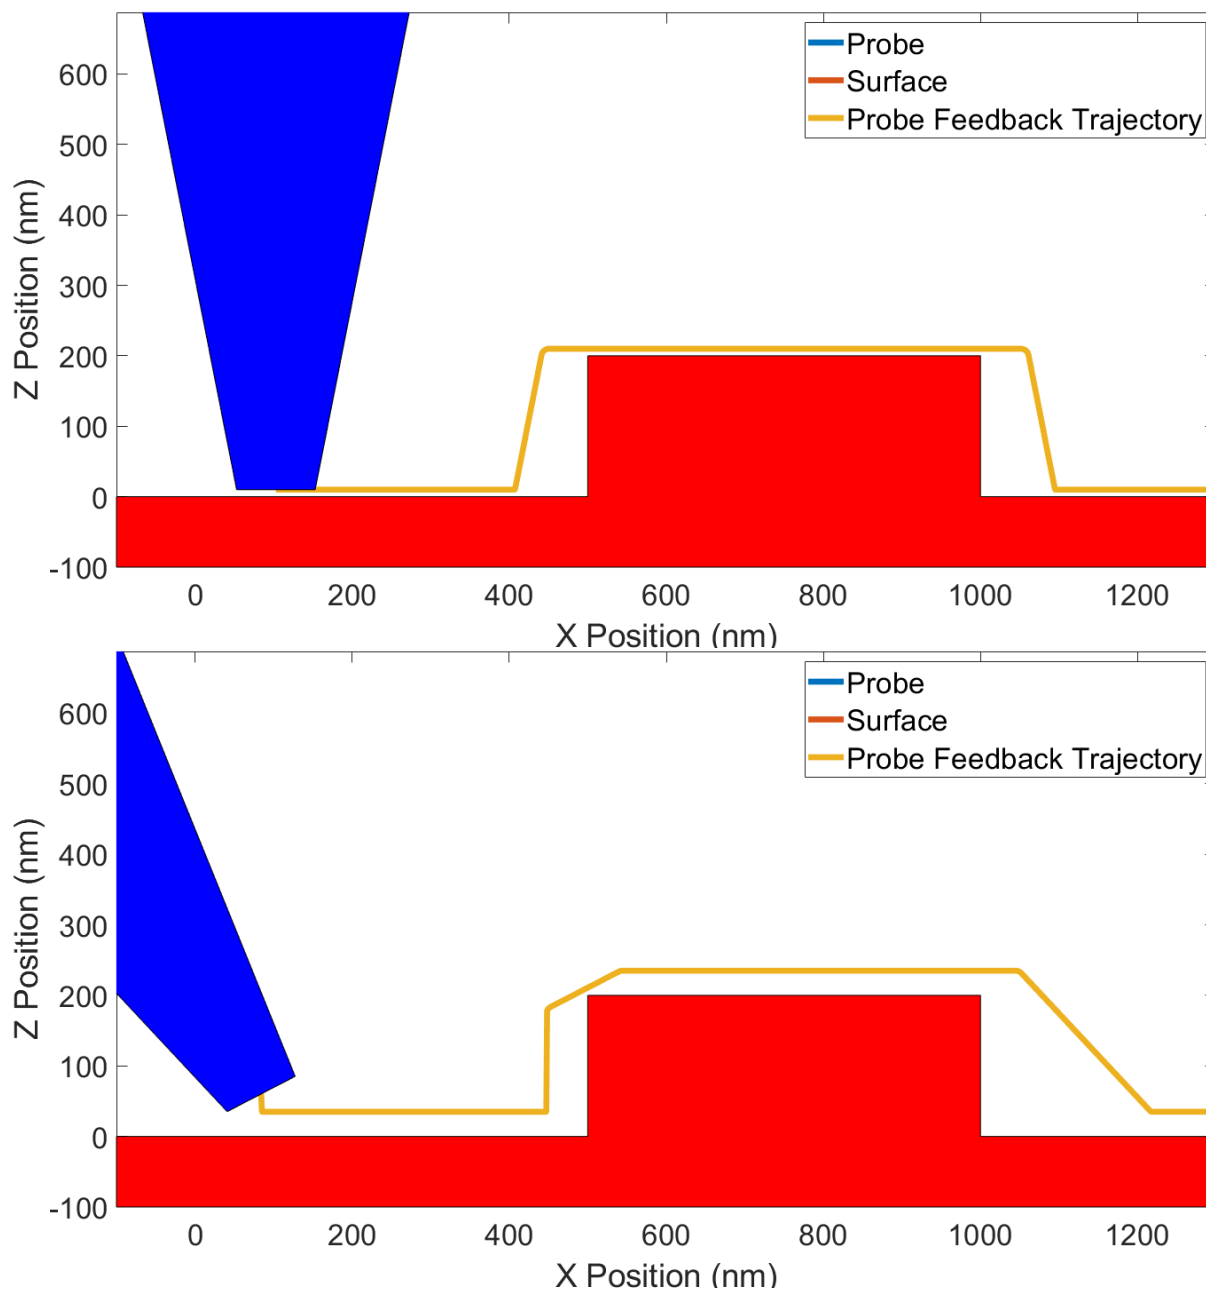 Probe
Surface
Probe Feedback Trajectory
Z Position (nm)
600
500
400
300
200
100
0
-100
0 200 400 600 800 1000 1200
X Position (nm)
Probe
Surface
Probe Feedback Trajectory
Z Position (nm)
600
500
400
300
200
100
0
-100
0 200 400 600 800 1000 1200
X Position (nm)